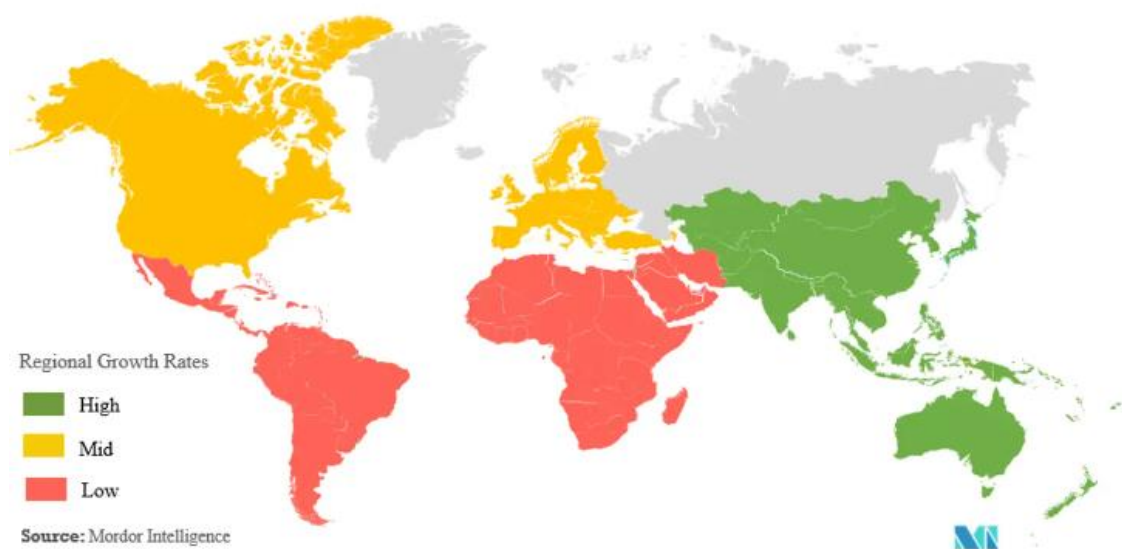 Regional Growth Rates
High
Mid
Low
Source: Mordor Intelligence